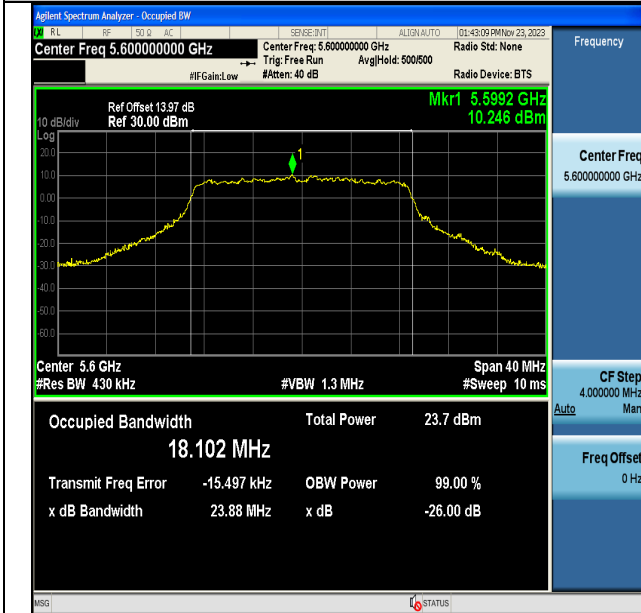 Agilent Spectrum Analyzer - Occupied BW
RL RF 50 Ω AC SENSE:INT ALIGN AUTO 01:43:09 PM Nov 23, 2023
Center Freq 5.600000000 GHz
Center Freq: 5.600000000 GHz Radio Std: None
Trig: Free Run Avg|Hold: 500/500
#IFGain:Low #Atten: 40 dB Radio Device: BTS
Frequency
Mkr1 5.5992 GHz
10.246 dBm
Ref Offset 13.97 dB
10 dB/div Ref 30.00 dBm
Log
20.0
10.0
0.00
-10.0
-20.0
-30.0
-40.0
-50.0
-60.0
1
Center 5.6 GHz Span 40 MHz
#Res BW 430 kHz #VBW 1.3 MHz #Sweep 10 ms
Occupied Bandwidth Total Power 23.7 dBm
18.102 MHz
Transmit Freq Error -15.497 kHz OBW Power 99.00 %
x dB Bandwidth 23.88 MHz x dB -26.00 dB
Center Freq
5.600000000 GHz
CF Step
4.000000 MHz
Auto Man
Freq Offset
0 Hz
MSG STATUS